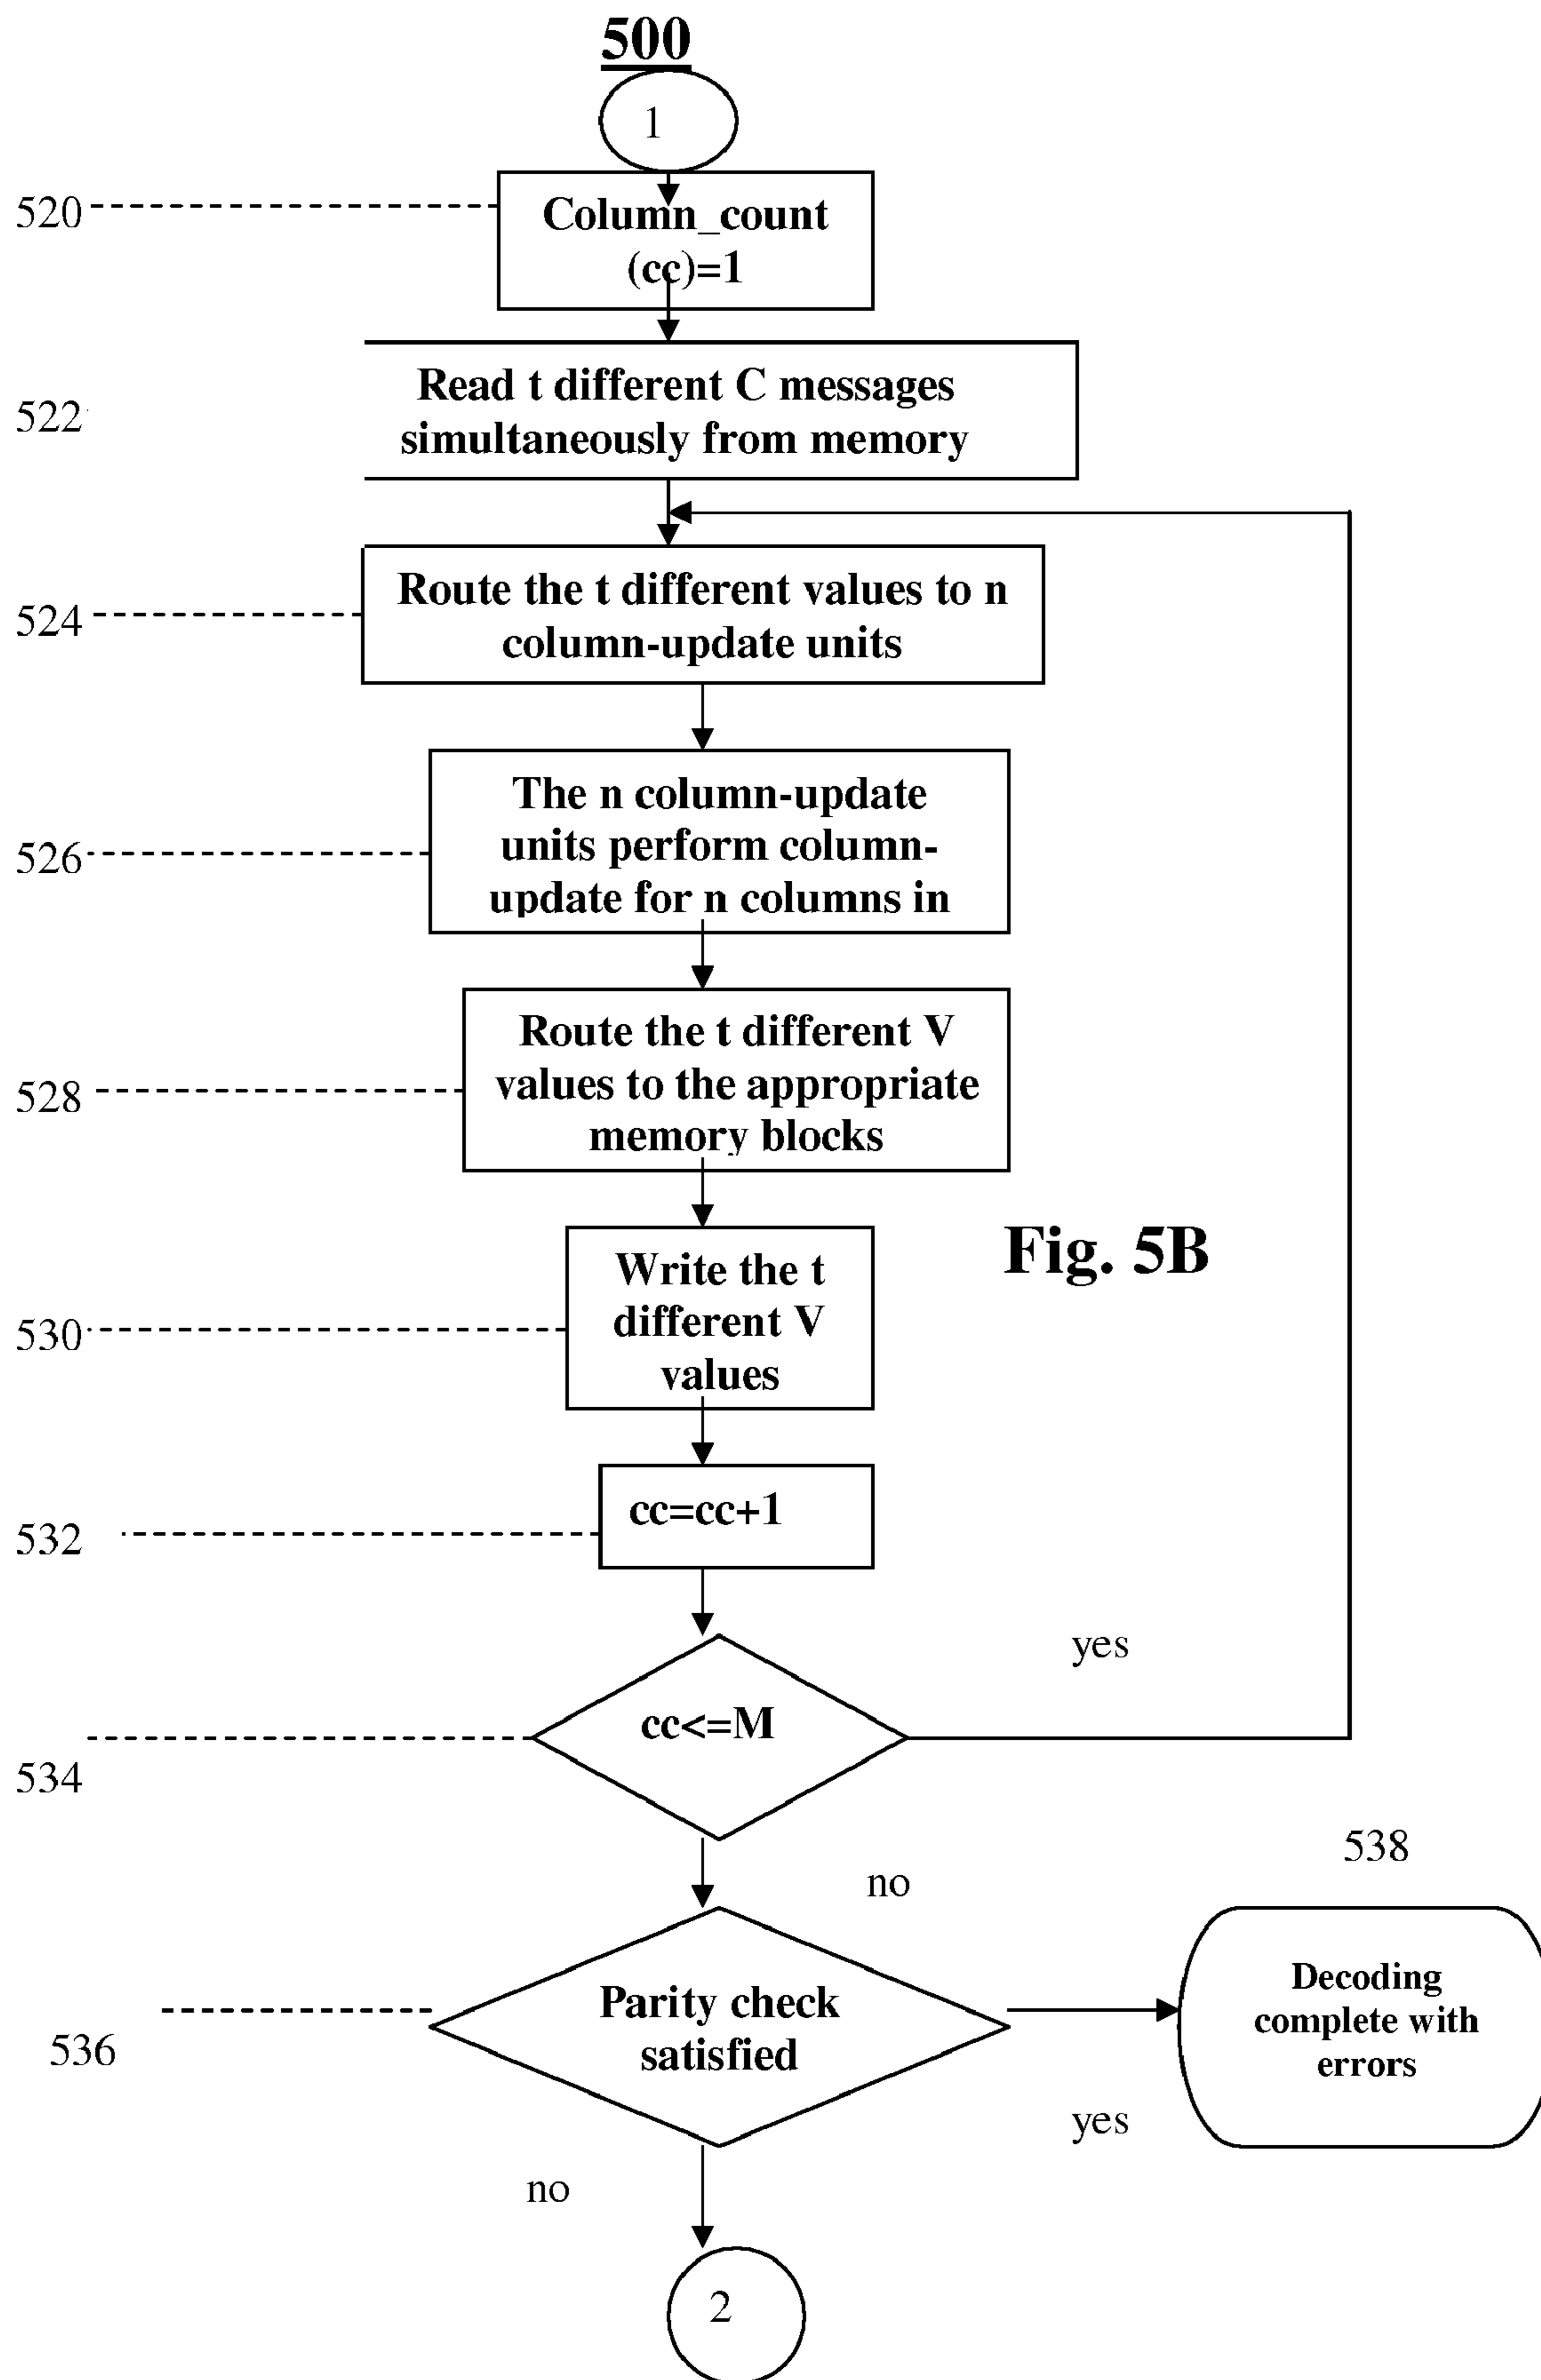 500
1
520
Column_count
(cc)=1
522
Read t different C messages
simultaneously from memory
524
Route the t different values to n
column-update units
526
The n column-update
units perform column-
update for n columns in
528
Route the t different V
values to the appropriate
memory blocks
530
Write the t
different V
values
Fig. 5B
532
cc=cc+1
534
cc<=M
yes
no
536
Parity check
satisfied
538
Decoding
complete with
errors
yes
no
2